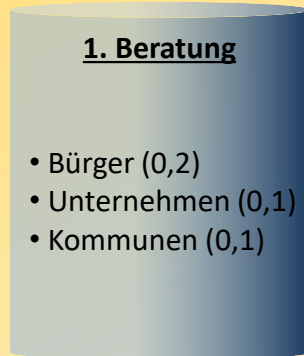 1. Beratung
• Bürger (0,2)
• Unternehmen (0,1)
• Kommunen (0,1)